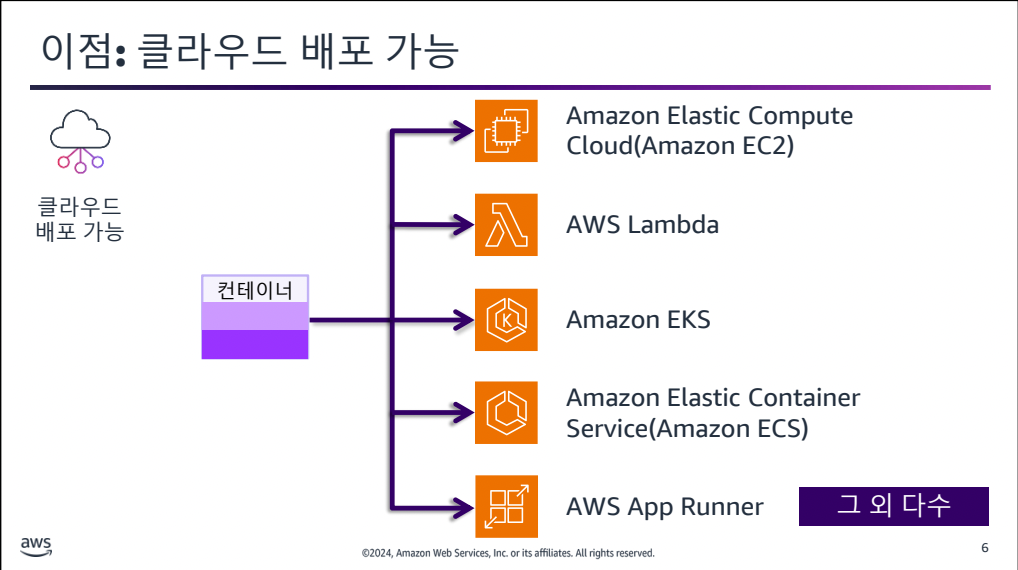 이점: 클라우드 배포 가능
클라우드
배포 가능
컨테이너
Amazon Elastic Compute
Cloud(Amazon EC2)
AWS Lambda
K
Amazon EKS
Amazon Elastic Container
Service(Amazon ECS)
AWS App Runner
그 외 다수
aws
©2024, Amazon Web Services, Inc. or its affiliates. All rights reserved.
6